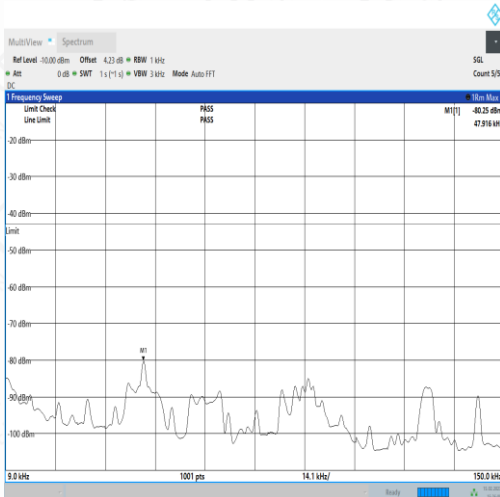 MultiView Spectrum
Ref Level -10.00 dBm Offset 4.23 dB RBW 1 kHz SGL
Att 0 dB SWT 1 s (~1 s) VBW 3 kHz Mode Auto FFT Count 5/5
DC
1 Frequency Sweep 1Rm Max
Limit Check PASS M1[1] -80.25 dBm
Line Limit PASS 47.916 kH
-20 dBm
-30 dBm
-40 dBm
Limit
-50 dBm
-60 dBm
-70 dBm
M1
-80 dBm
-90 dBm
-100 dBm
9.0 kHz 1001 pts 14.1 kHz/ 150.0 kHz
Ready